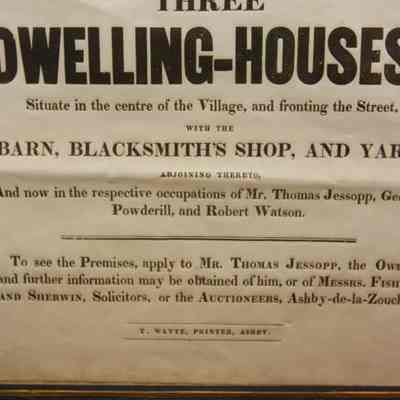 THREE
DWELLING-HOUSES
Situate in the centre of the Village, and fronting the Street,
WITH THE
BARN, BLACKSMITH'S SHOP, AND YAR
ADJOINING THERETO,
And now in the respective occupations of Mr. Thomas Jessopp, Geo
Powderill, and Robert Watson.
To see the Premises, apply to MR. THOMAS JESSOPP, the OW
and further information may be obtained of him, or of MESSRS. FISH
AND SHERWIN, Solicitors, or the AUCTIONEERS, Ashby-de-la-Zouch
T. WAYTE, PRINTER, ASHBY.